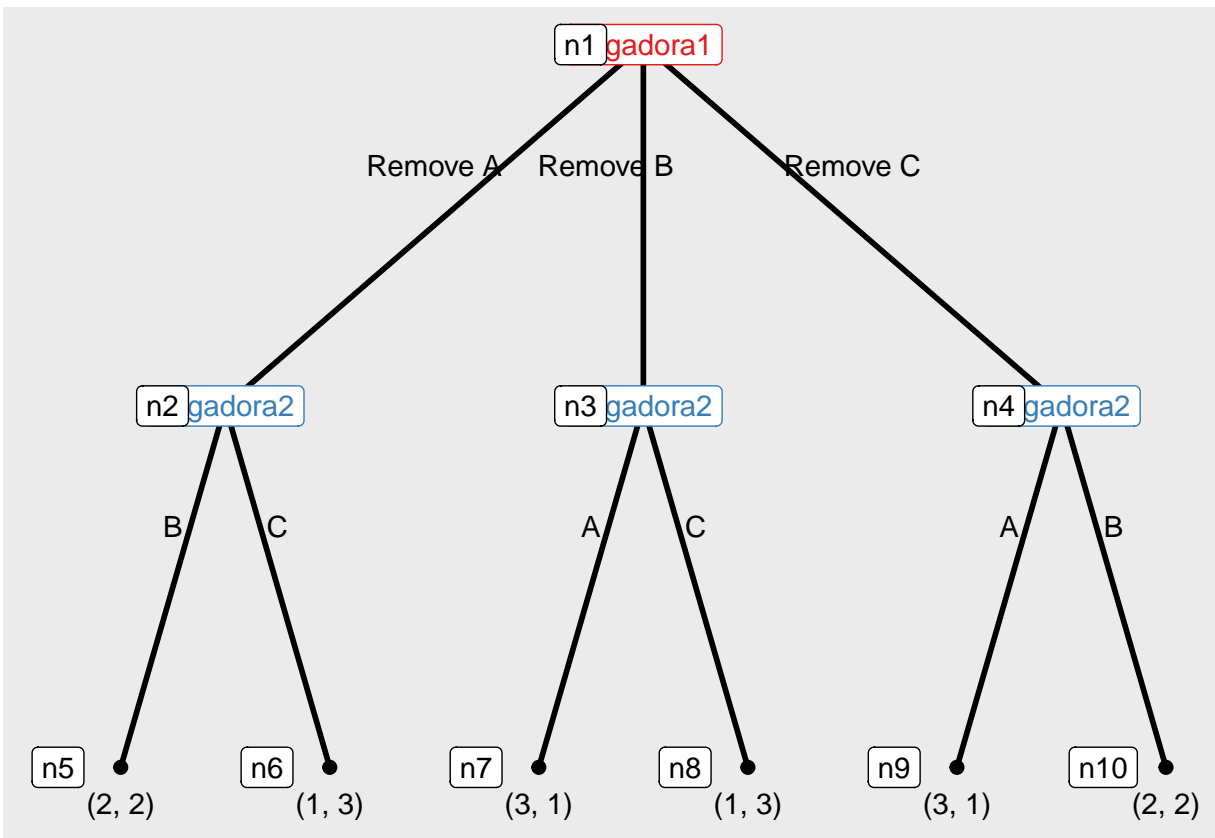 n1 gadora1
Remove A Remove B Remove C
n2 gadora2 n3 gadora2 n4 gadora2
B C A C A B
n5 n6 n7 n8 n9 n10
(2, 2) (1, 3) (3, 1) (1, 3) (3, 1) (2, 2)